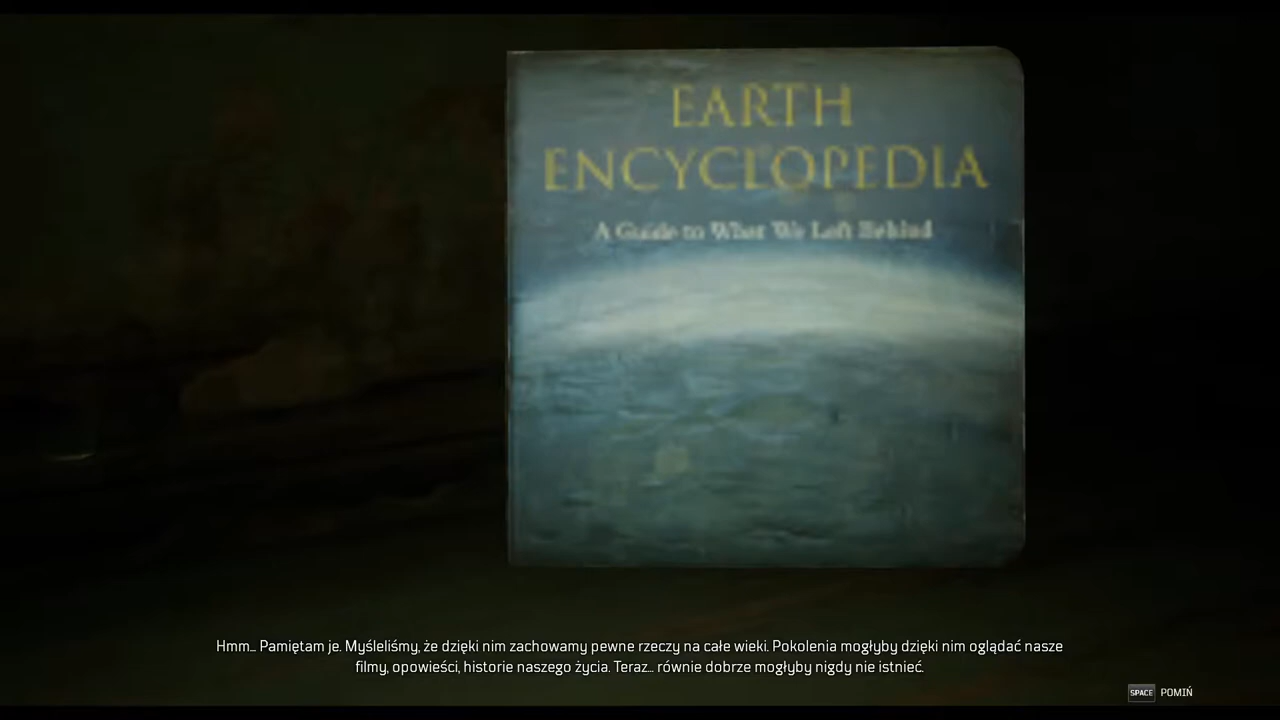 EARTH
ENCYCLOPEDIA
A Guide to What We Left Behind
Hmm... Pamiętam je. Myśleliśmy, że dzięki nim zachowamy pewne rzeczy na całe wieki. Pokolenia mogłyby dzięki nim oglądać nasze
filmy, opowieści, historie naszego życia. Teraz... równie dobrze mogłyby nigdy nie istnieć.
SPACE POMIŃ